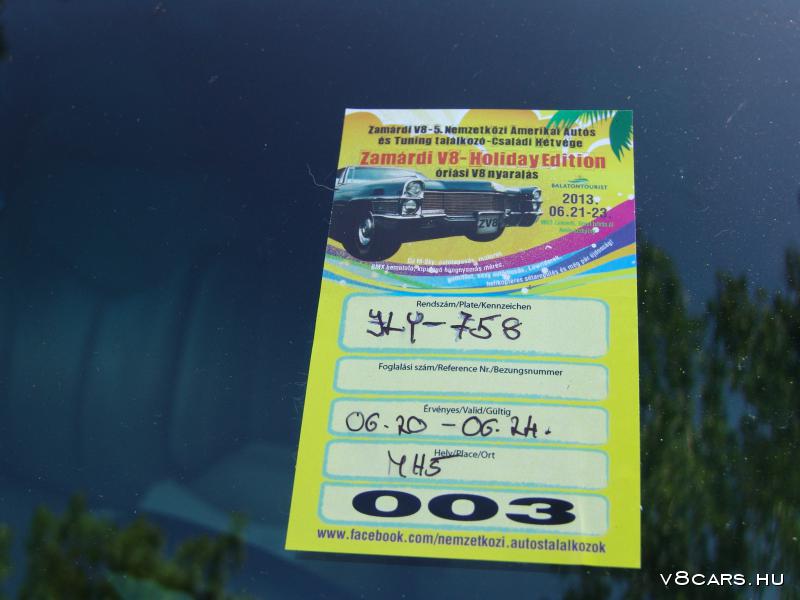 Zamárdi V8-5. Nemzetközi Amerikai Autós
és Tuning találkozó-Családi Hétvége
Zamárdi V8- Holiday Edition
óriási V8 nyaralás
BALATONTOURIST
2013.
06.21-23.
ZV8
Rendszám/Plate/Kennzeichen
JLY-758
Foglalási szám/Reference Nr./Bezungsnummer
Érvényes/Valid/Gültig
06.20 - 06.24.
Hely/Place/Ort
MH5
003
www.facebook.com/nemzetkozi.autostalalkozok
v8cars.hu